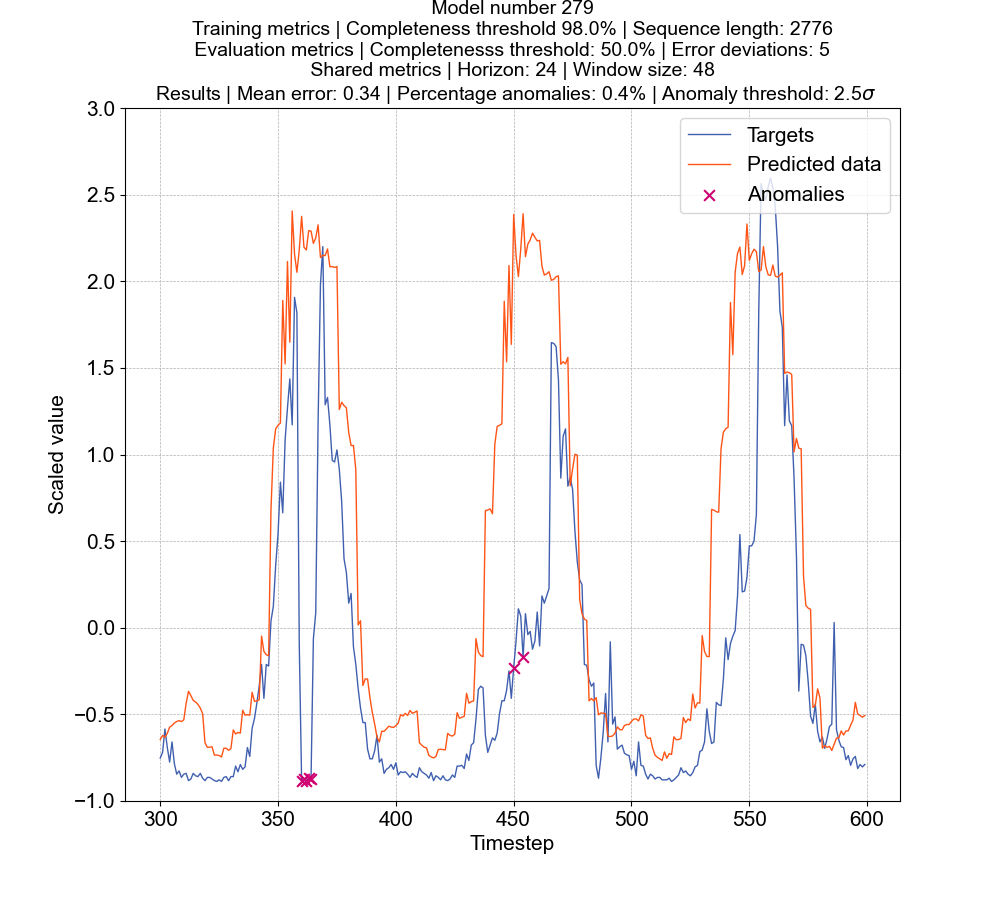 Model number 279
Training metrics | Completeness threshold 98.0% | Sequence length: 2776
Evaluation metrics | Completenesss threshold: 50.0% | Error deviations: 5
Shared metrics | Horizon: 24 | Window size: 48
Results | Mean error: 0.34 | Percentage anomalies: 0.4% | Anomaly threshold: 2.5σ
Targets
Predicted data
Anomalies
3.0
2.5
2.0
1.5
1.0
0.5
0.0
−0.5
−1.0
Scaled value
300 350 400 450 500 550 600
Timestep